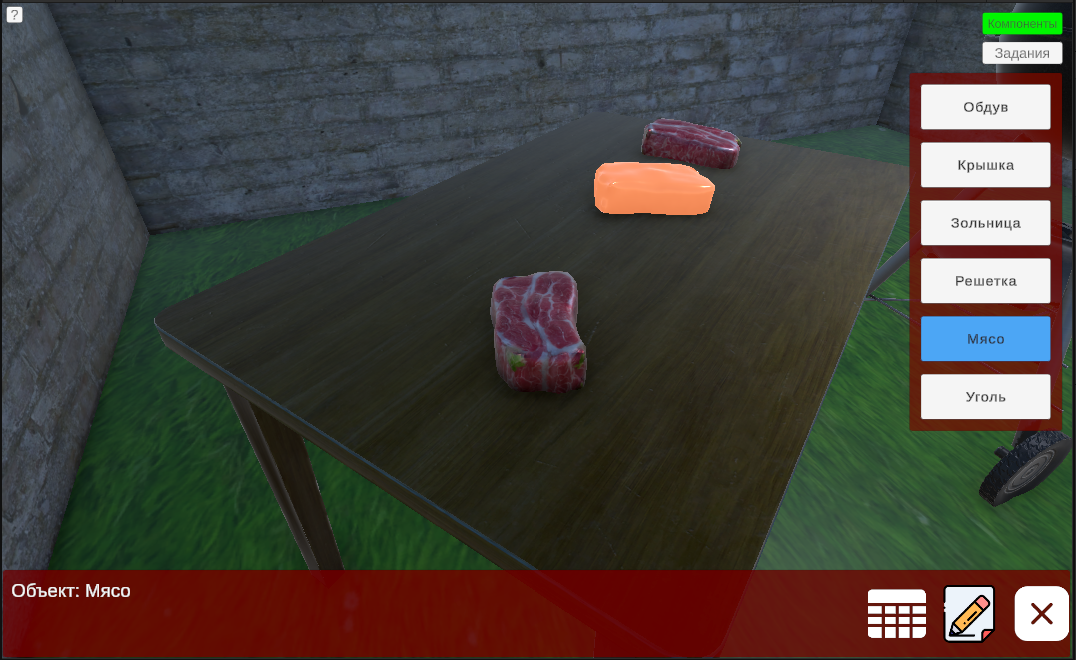 ?
Компоненты
Задания
Обдув
Крышка
Зольница
Решетка
Мясо
Уголь
Объект: Мясо